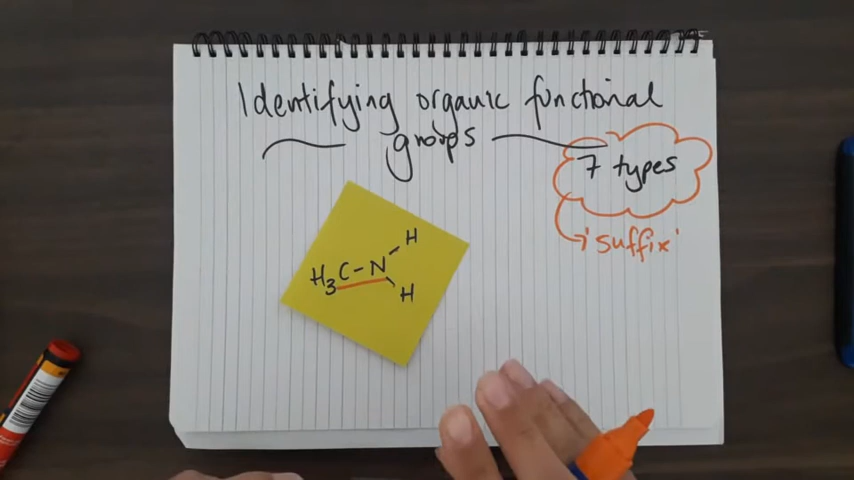 Identifying organic functional
groups
7 types
'suffix'
H
H3C-N
H